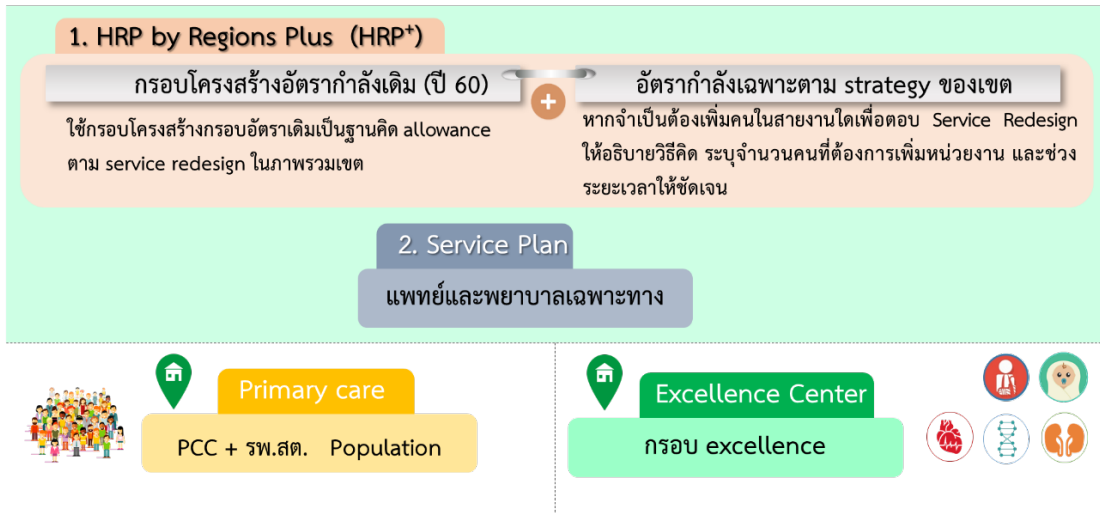 1. HRP by Regions Plus (HRP+)
กรอบโครงสร้างอัตรากำลังเดิม (ปี 60)
ใช้กรอบโครงสร้างกรอบอัตราเดิมเป็นฐานคิด allowance
ตาม service redesign ในภาพรวมเขต
+
อัตรากำลังเฉพาะตาม strategy ของเขต
หากจำเป็นต้องเพิ่มคนในสายงานใดเพื่อตอบ Service Redesign
ให้อธิบายวิธีคิด ระบุจำนวนคนที่ต้องการเพิ่มหน่วยงาน และช่วง
ระยะเวลาให้ชัดเจน
2. Service Plan
แพทย์และพยาบาลเฉพาะทาง
Primary care
PCC + รพ.สต. Population
Excellence Center
กรอบ excellence